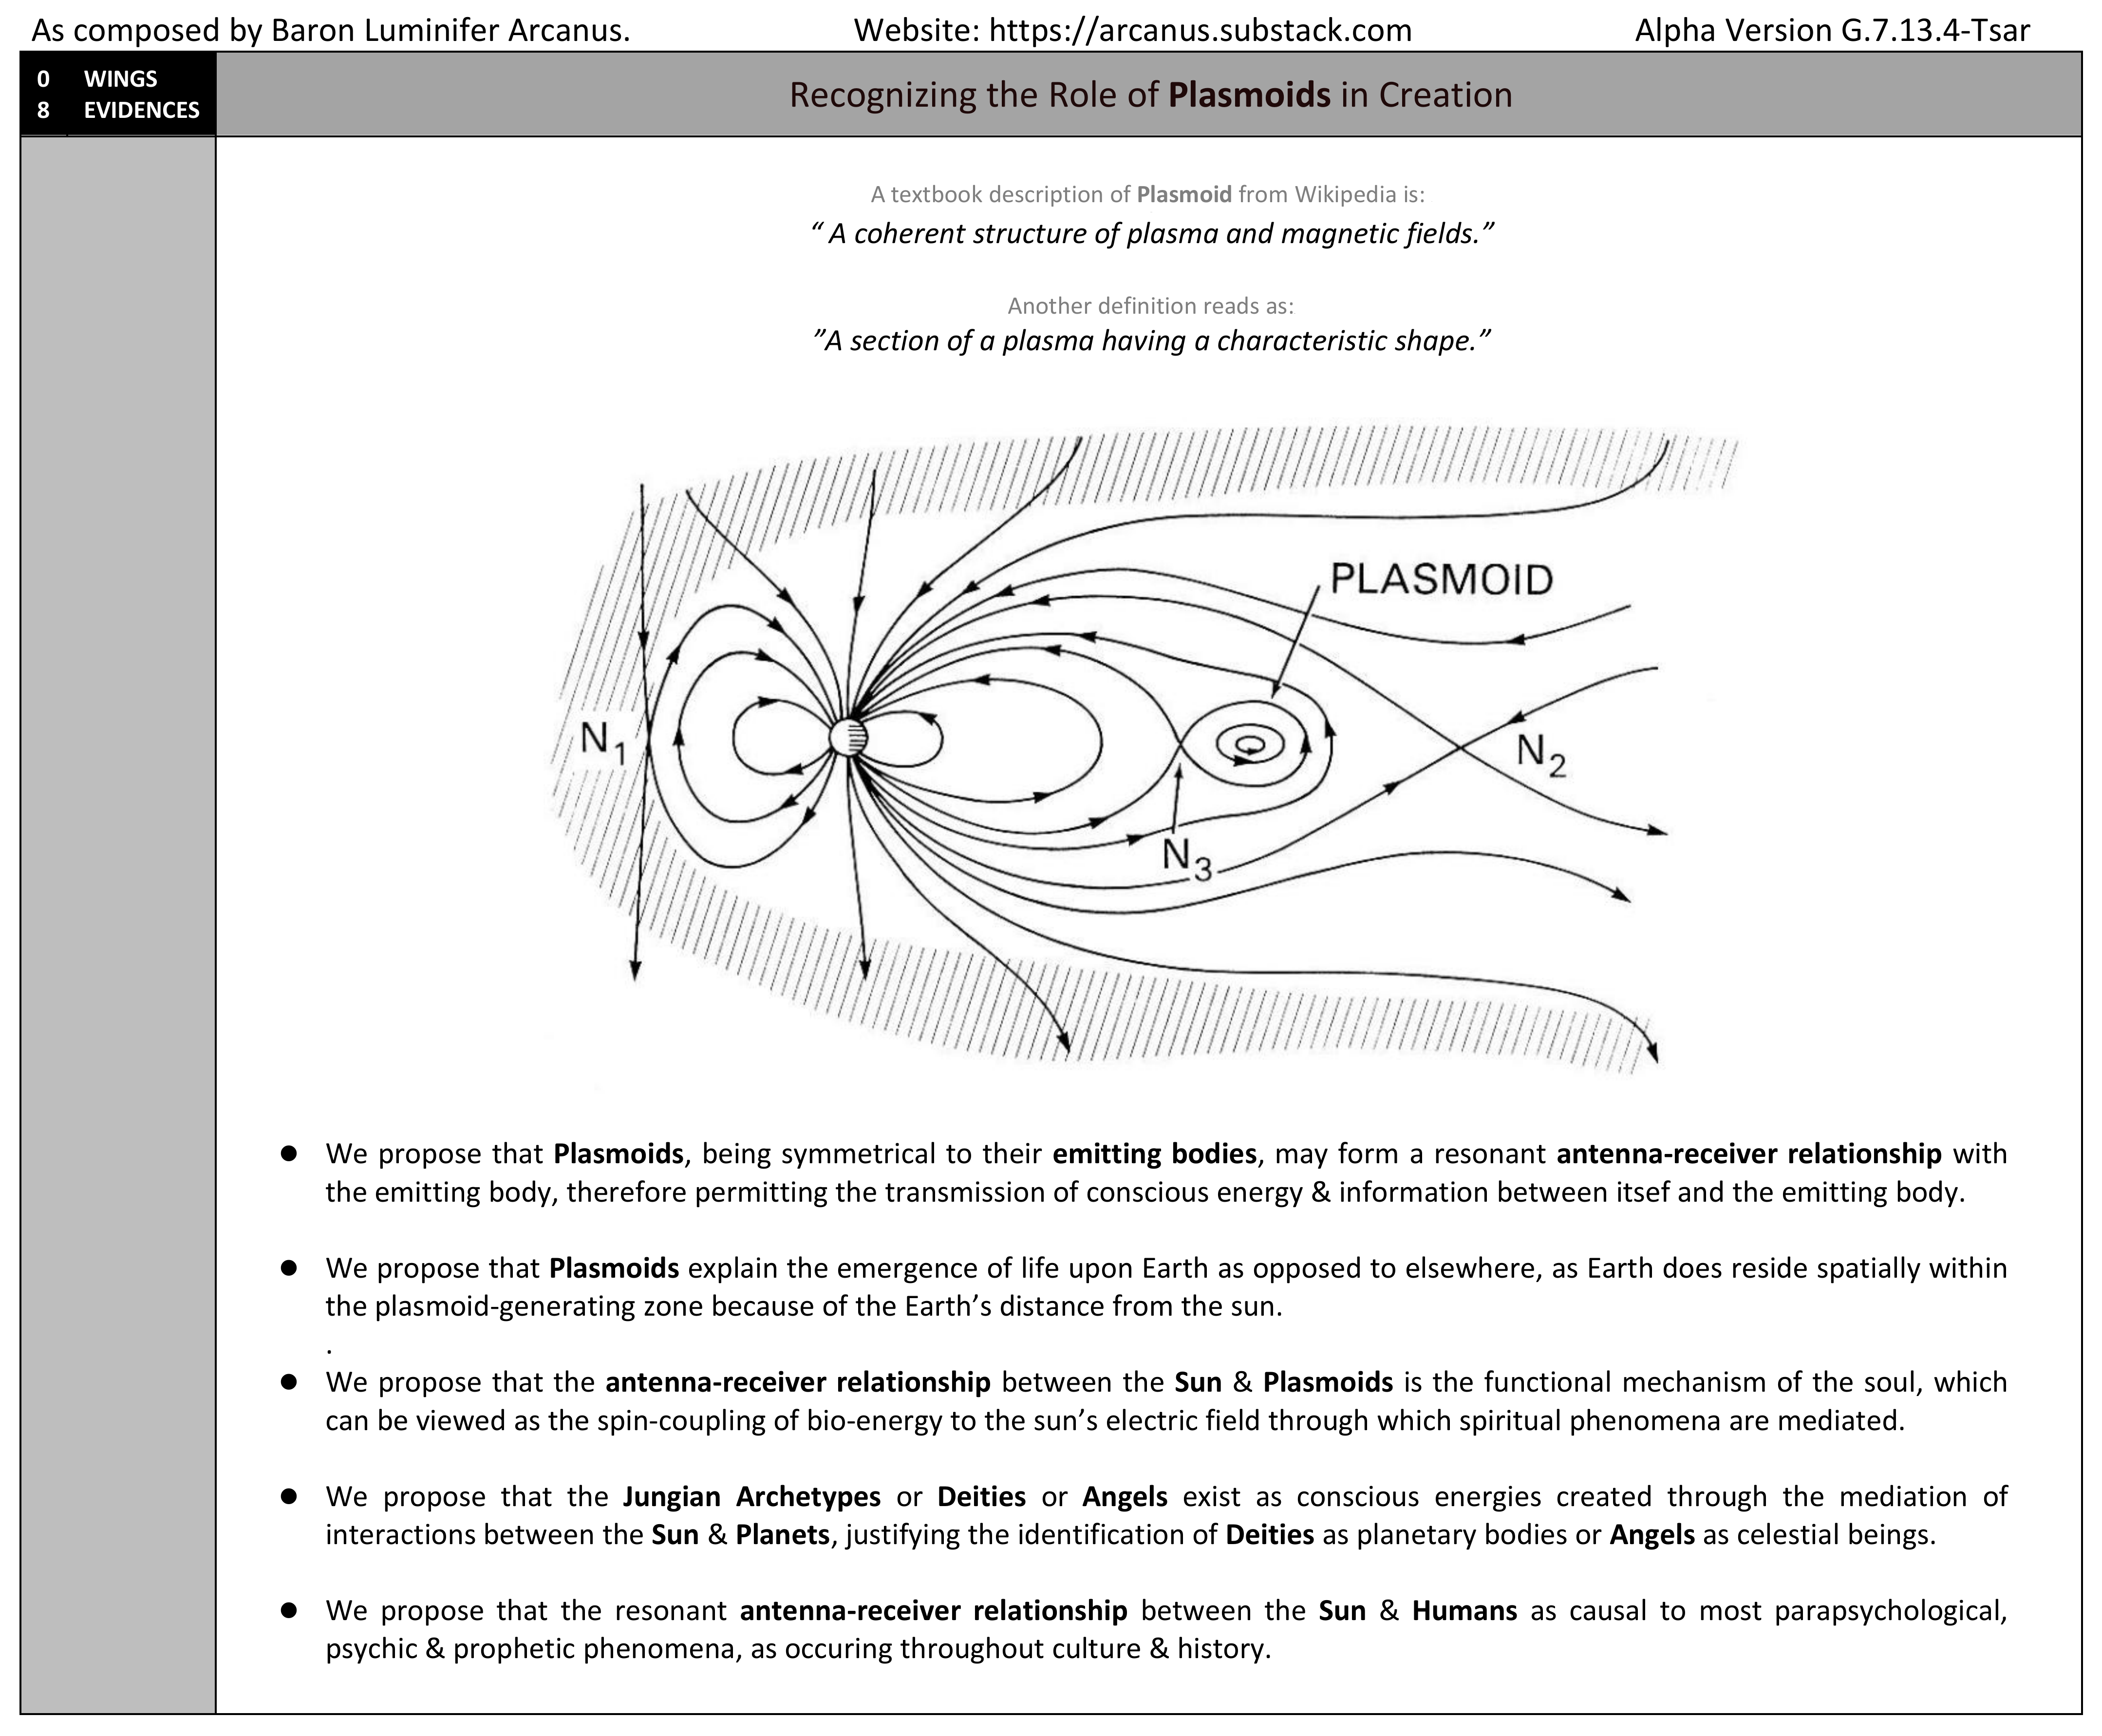 As composed by Baron Luminifer Arcanus. Website: https://arcanus.substack.com Alpha Version G.7.13.4-Tsar
0 WINGS
8 EVIDENCES
Recognizing the Role of Plasmoids in Creation
A textbook description of Plasmoid from Wikipedia is:
“ A coherent structure of plasma and magnetic fields.”
Another definition reads as:
”A section of a plasma having a characteristic shape.”
PLASMOID
N1
N2
N3
● We propose that Plasmoids, being symmetrical to their emitting bodies, may form a resonant antenna-receiver relationship with
the emitting body, therefore permitting the transmission of conscious energy & information between itsef and the emitting body.
● We propose that Plasmoids explain the emergence of life upon Earth as opposed to elsewhere, as Earth does reside spatially within
the plasmoid-generating zone because of the Earth’s distance from the sun.
.
● We propose that the antenna-receiver relationship between the Sun & Plasmoids is the functional mechanism of the soul, which
can be viewed as the spin-coupling of bio-energy to the sun’s electric field through which spiritual phenomena are mediated.
● We propose that the Jungian Archetypes or Deities or Angels exist as conscious energies created through the mediation of
interactions between the Sun & Planets, justifying the identification of Deities as planetary bodies or Angels as celestial beings.
● We propose that the resonant antenna-receiver relationship between the Sun & Humans as causal to most parapsychological,
psychic & prophetic phenomena, as occuring throughout culture & history.